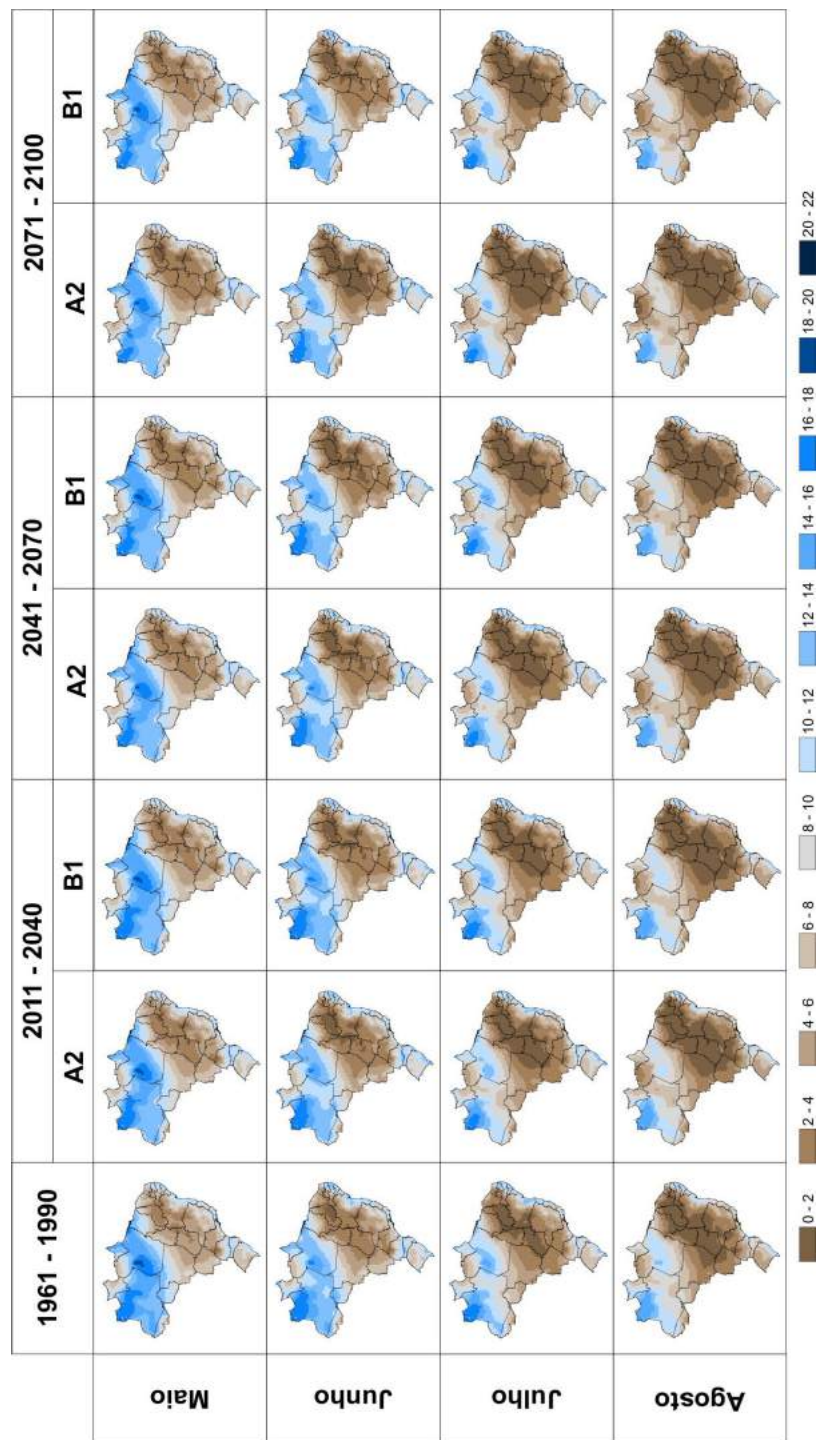 1961 - 1990
2011 - 2040
2041 - 2070
2071 - 2100
A2
B1
A2
B1
A2
B1
Maio
Junho
Julho
Agosto
0 - 2
2 - 4
4 - 6
6 - 8
8 - 10
10 - 12
12 - 14
14 - 16
16 - 18
18 - 20
20 - 22